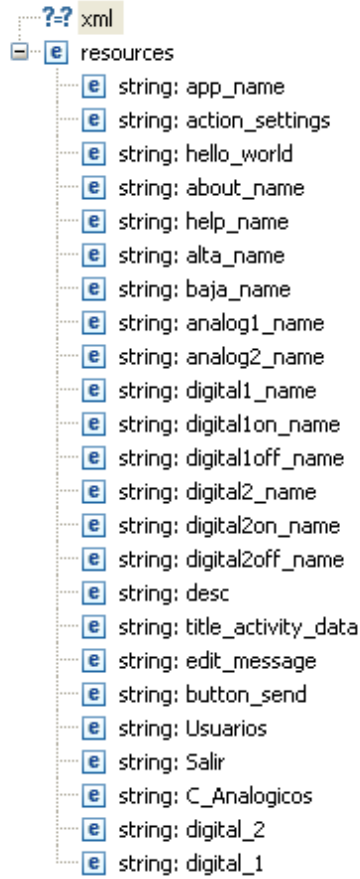 ?=? xml
e resources
e string: app_name
e string: action_settings
e string: hello_world
e string: about_name
e string: help_name
e string: alta_name
e string: baja_name
e string: analog1_name
e string: analog2_name
e string: digital1_name
e string: digital1on_name
e string: digital1off_name
e string: digital2_name
e string: digital2on_name
e string: digital2off_name
e string: desc
e string: title_activity_data
e string: edit_message
e string: button_send
e string: Usuarios
e string: Salir
e string: C_Analogicos
e string: digital_2
e string: digital_1